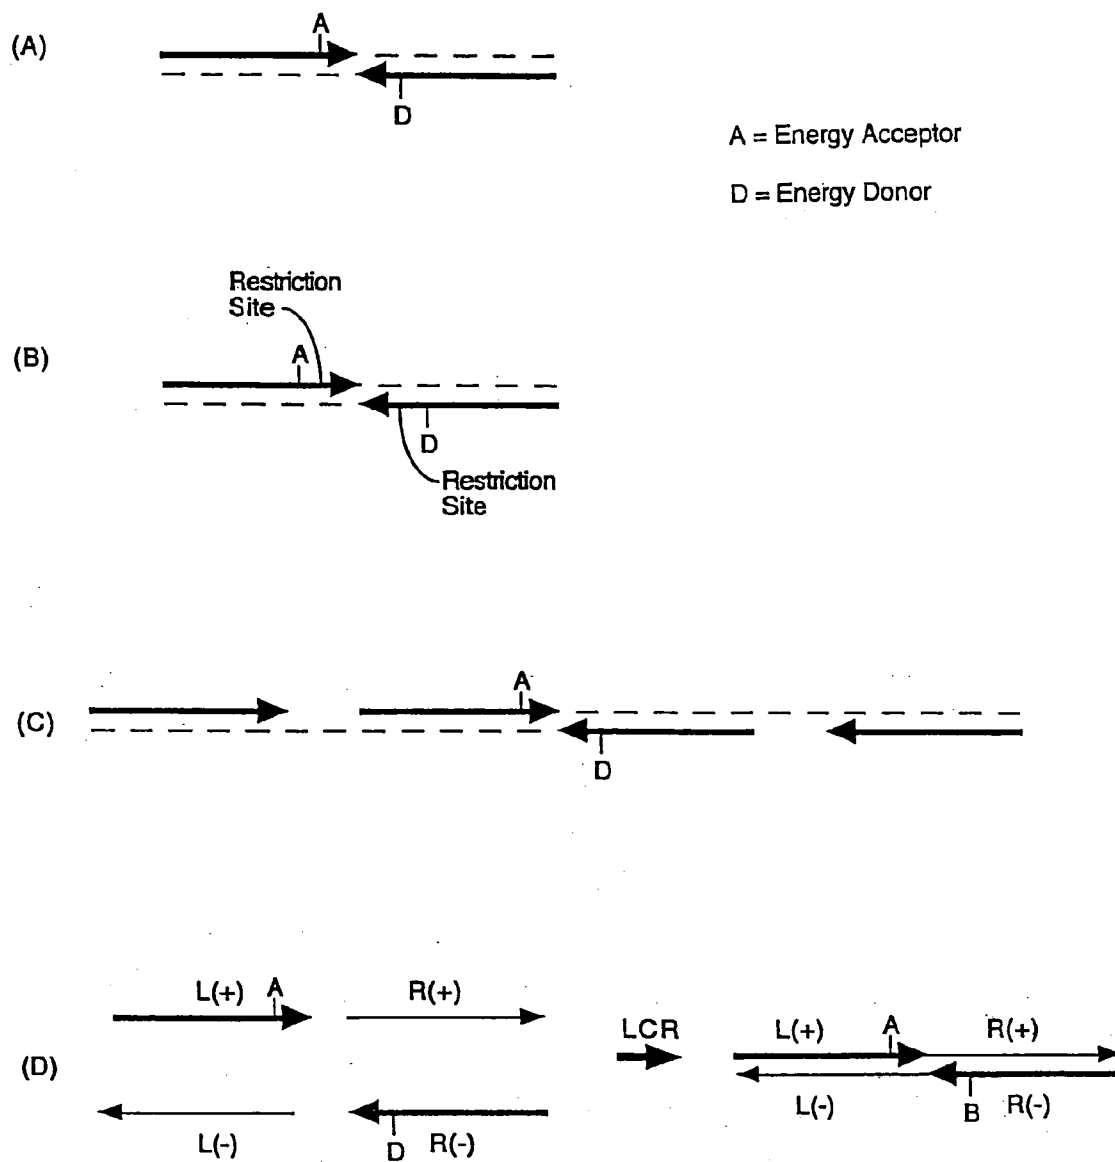 (A)
A
D
A = Energy Acceptor
D = Energy Donor
(B)
Restriction
Site
A
D
Restriction
Site
(C)
A
D
(D)
L(+) A R(+)
L(-) D R(-)
LCR
L(+) A R(+)
L(-) B R(-)